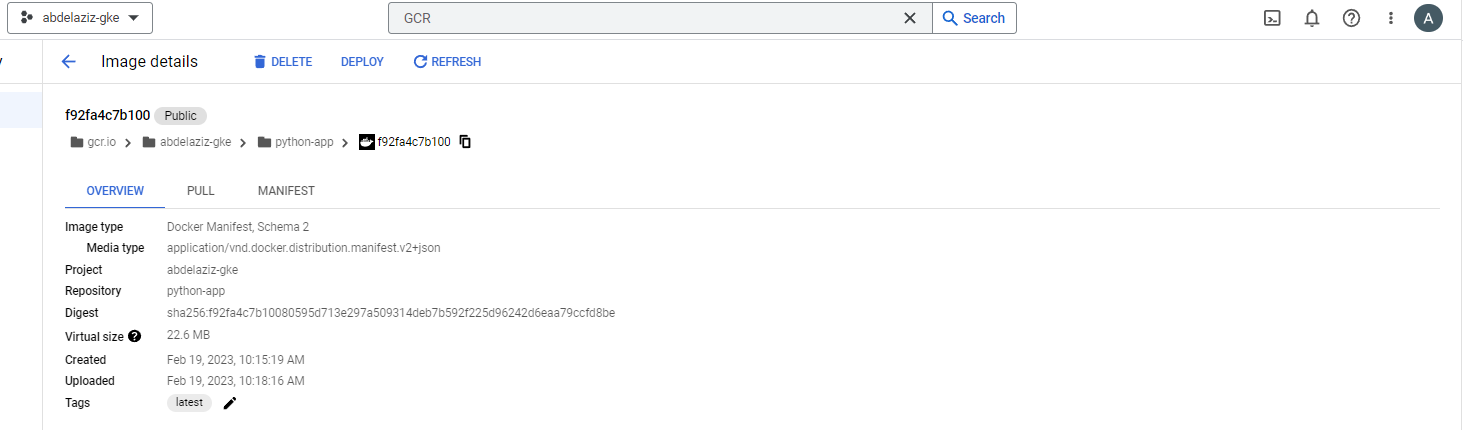 abdelaziz-gke GCR Search A
Image details DELETE DEPLOY REFRESH
f92fa4c7b100 Public
gcr.io abdelaziz-gke python-app f92fa4c7b100
OVERVIEW PULL MANIFEST
Image type Docker Manifest, Schema 2
Media type application/vnd.docker.distribution.manifest.v2+json
Project abdelaziz-gke
Repository python-app
Digest sha256:f92fa4c7b10080595d713e297a509314deb7b592f225d96242d6eaa79ccfd8be
Virtual size 22.6 MB
Created Feb 19, 2023, 10:15:19 AM
Uploaded Feb 19, 2023, 10:18:16 AM
Tags latest